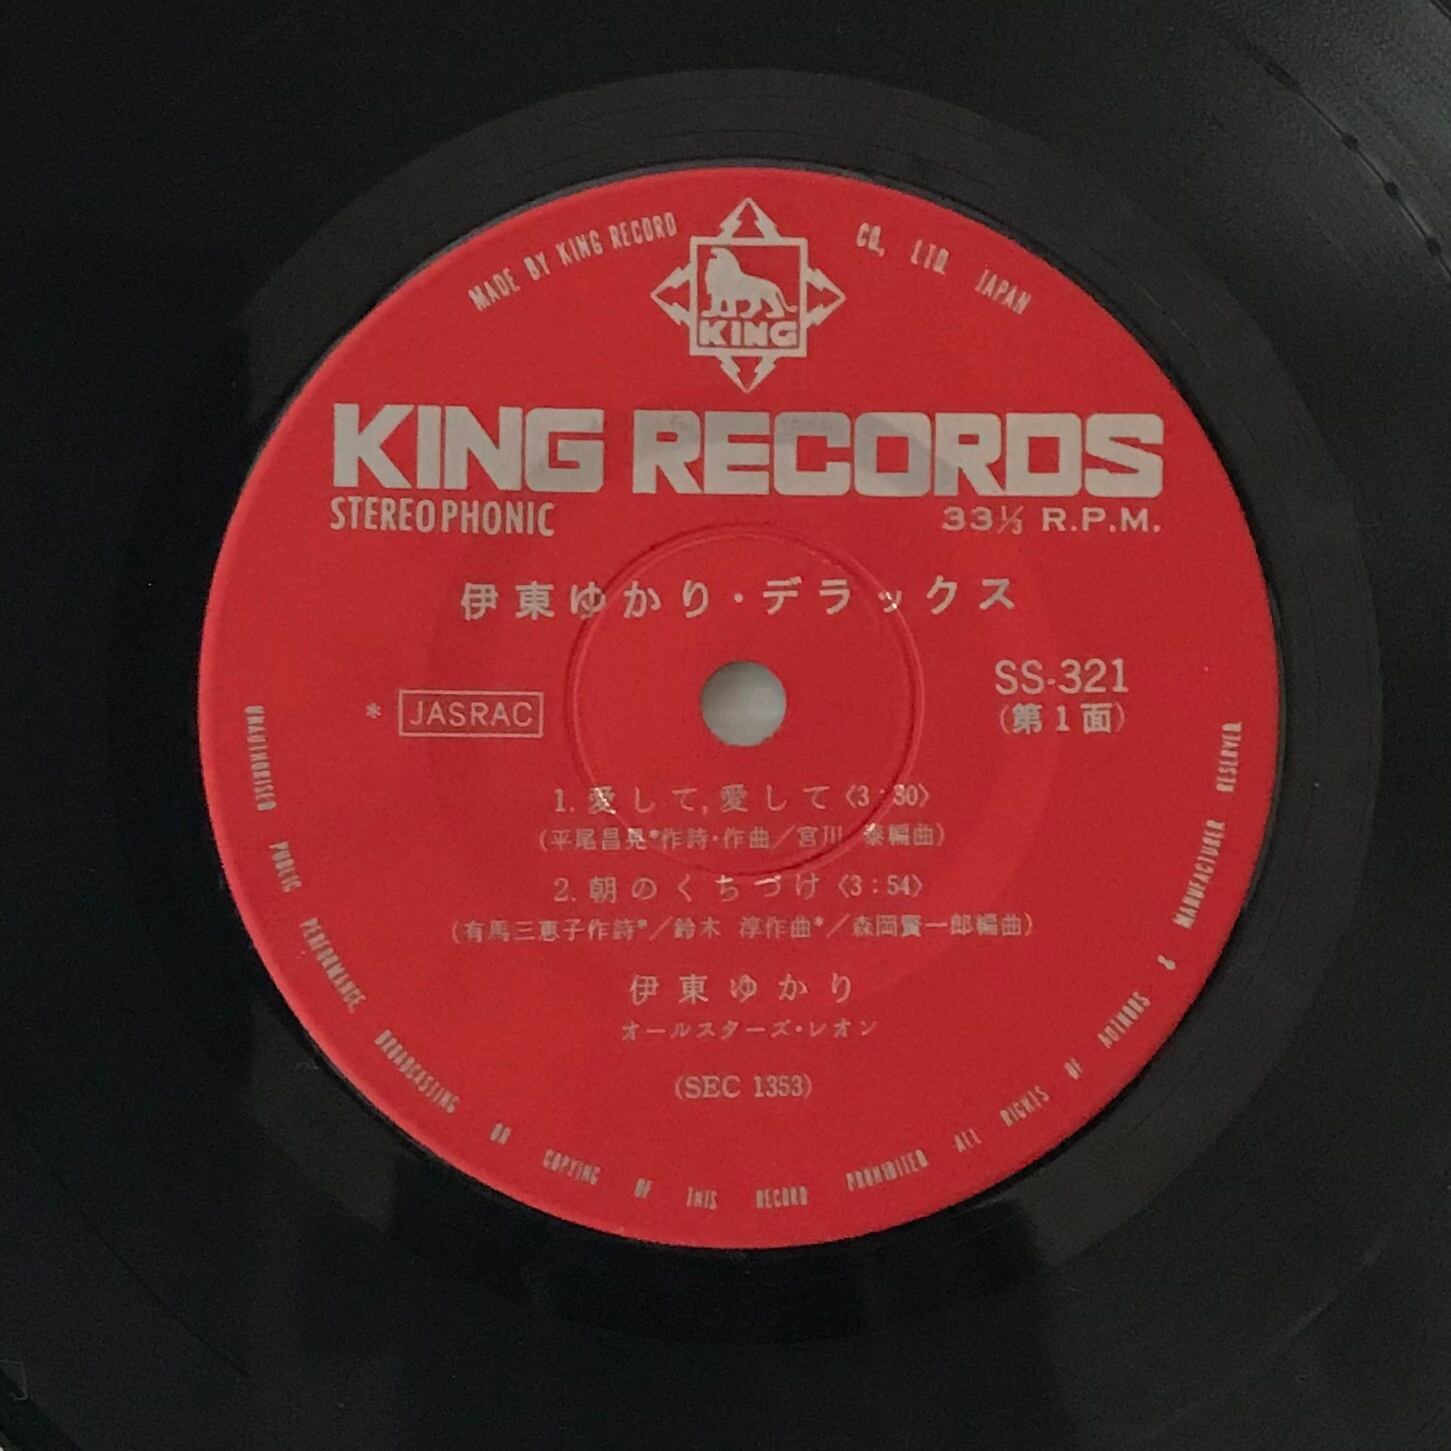 MADE BY KING RECORD CO., LTD. JAPAN
KING
KING RECORDS
STEREOPHONIC
33⅓ R.P.M.
伊東ゆかり・デラックス
SS-321
(第1面)
* JASRAC
1. 愛して, 愛して〈3:30〉
(平尾昌晃*作詩・作曲/宮川 泰編曲)
2. 朝のくちづけ〈3:54〉
(有馬三恵子作詩*/鈴木 淳作曲*/森岡賢一郎編曲)
伊東ゆかり
オールスターズ・レオン
(SEC 1353)
UNAUTHORISED PUBLIC PERFORMANCE, BROADCASTING OR COPYING OF THIS RECORD PROHIBITED. ALL RIGHTS OF AUTHORS & MANUFACTURER RESERVED.